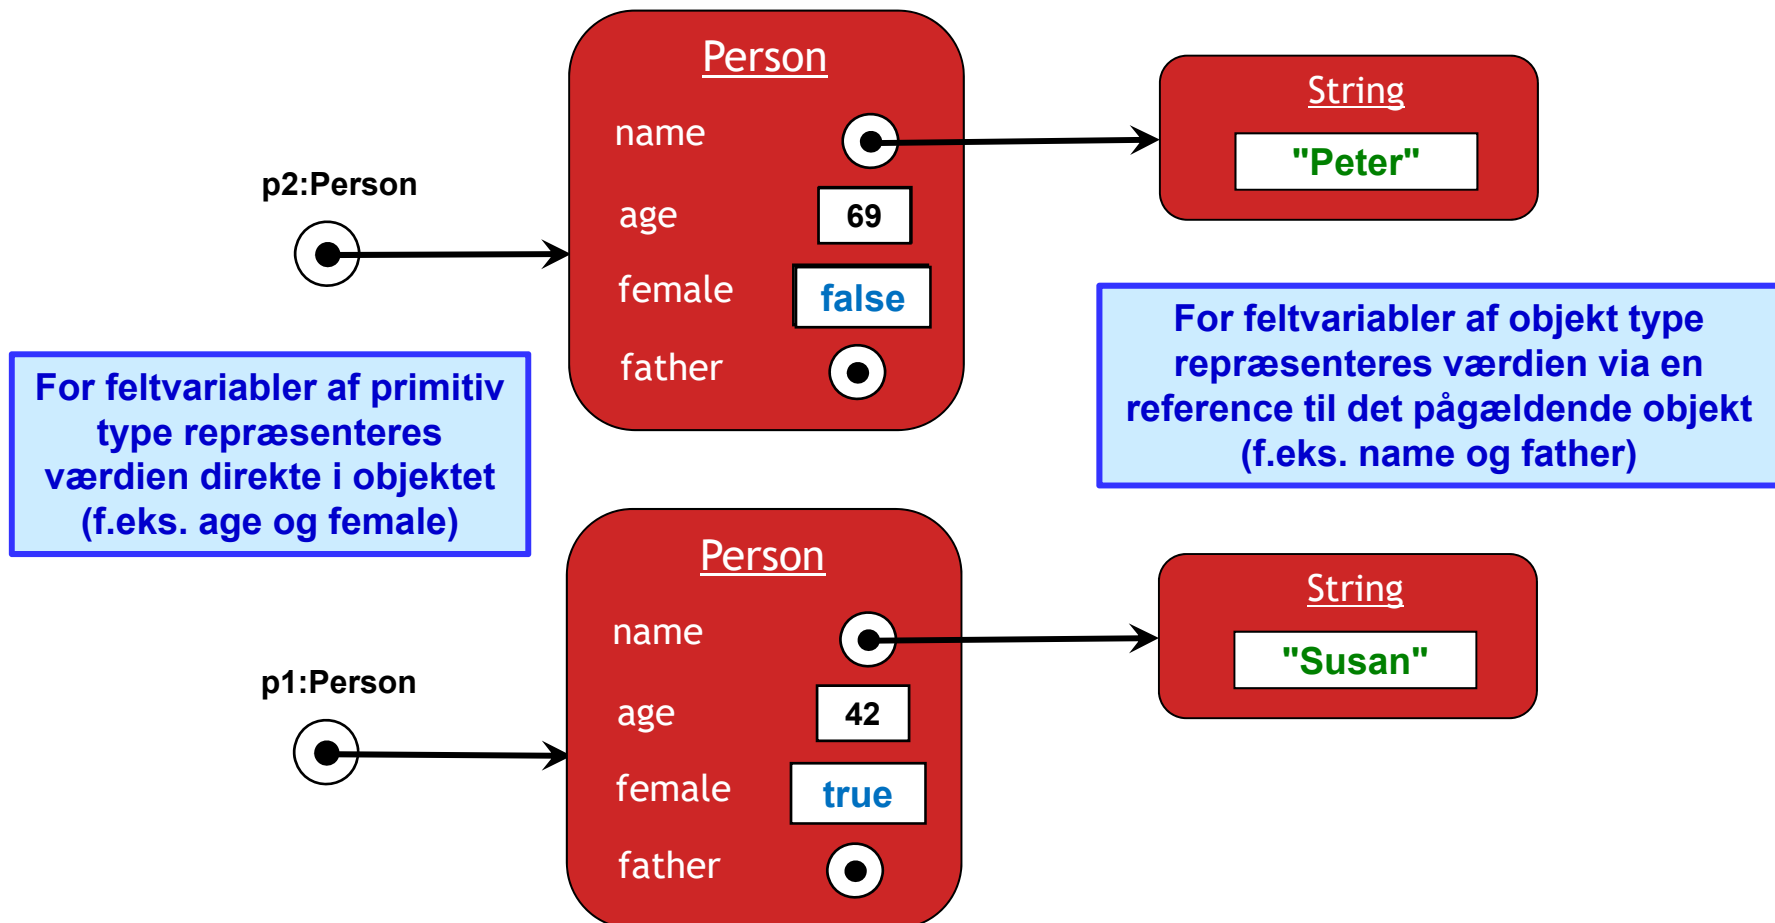 Person
name
age
69
female
false
father
p2:Person
String
"Peter"
For feltvariabler af primitiv
type repræsenteres
værdien direkte i objektet
(f.eks. age og female)
For feltvariabler af objekt type
repræsenteres værdien via en
reference til det pågældende objekt
(f.eks. name og father)
Person
name
age
42
female
true
father
p1:Person
String
"Susan"